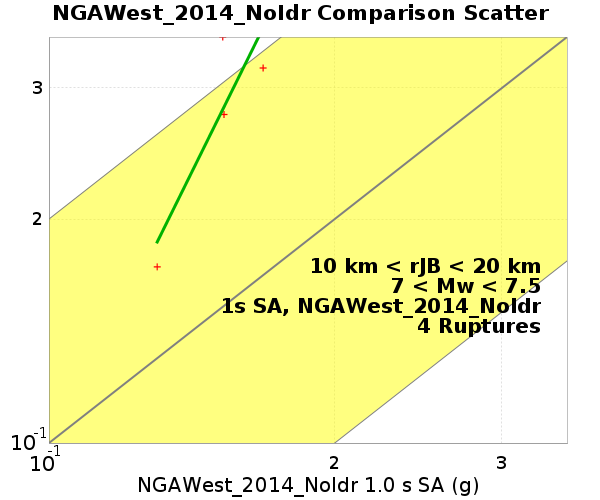 NGAWest_2014_NoIdr Comparison Scatter
3
2
10 km < rJB < 20 km
7 < Mw < 7.5
1s SA, NGAWest_2014_NoIdr
4 Ruptures
10^-1
10^-1 2 3
NGAWest_2014_NoIdr 1.0 s SA (g)